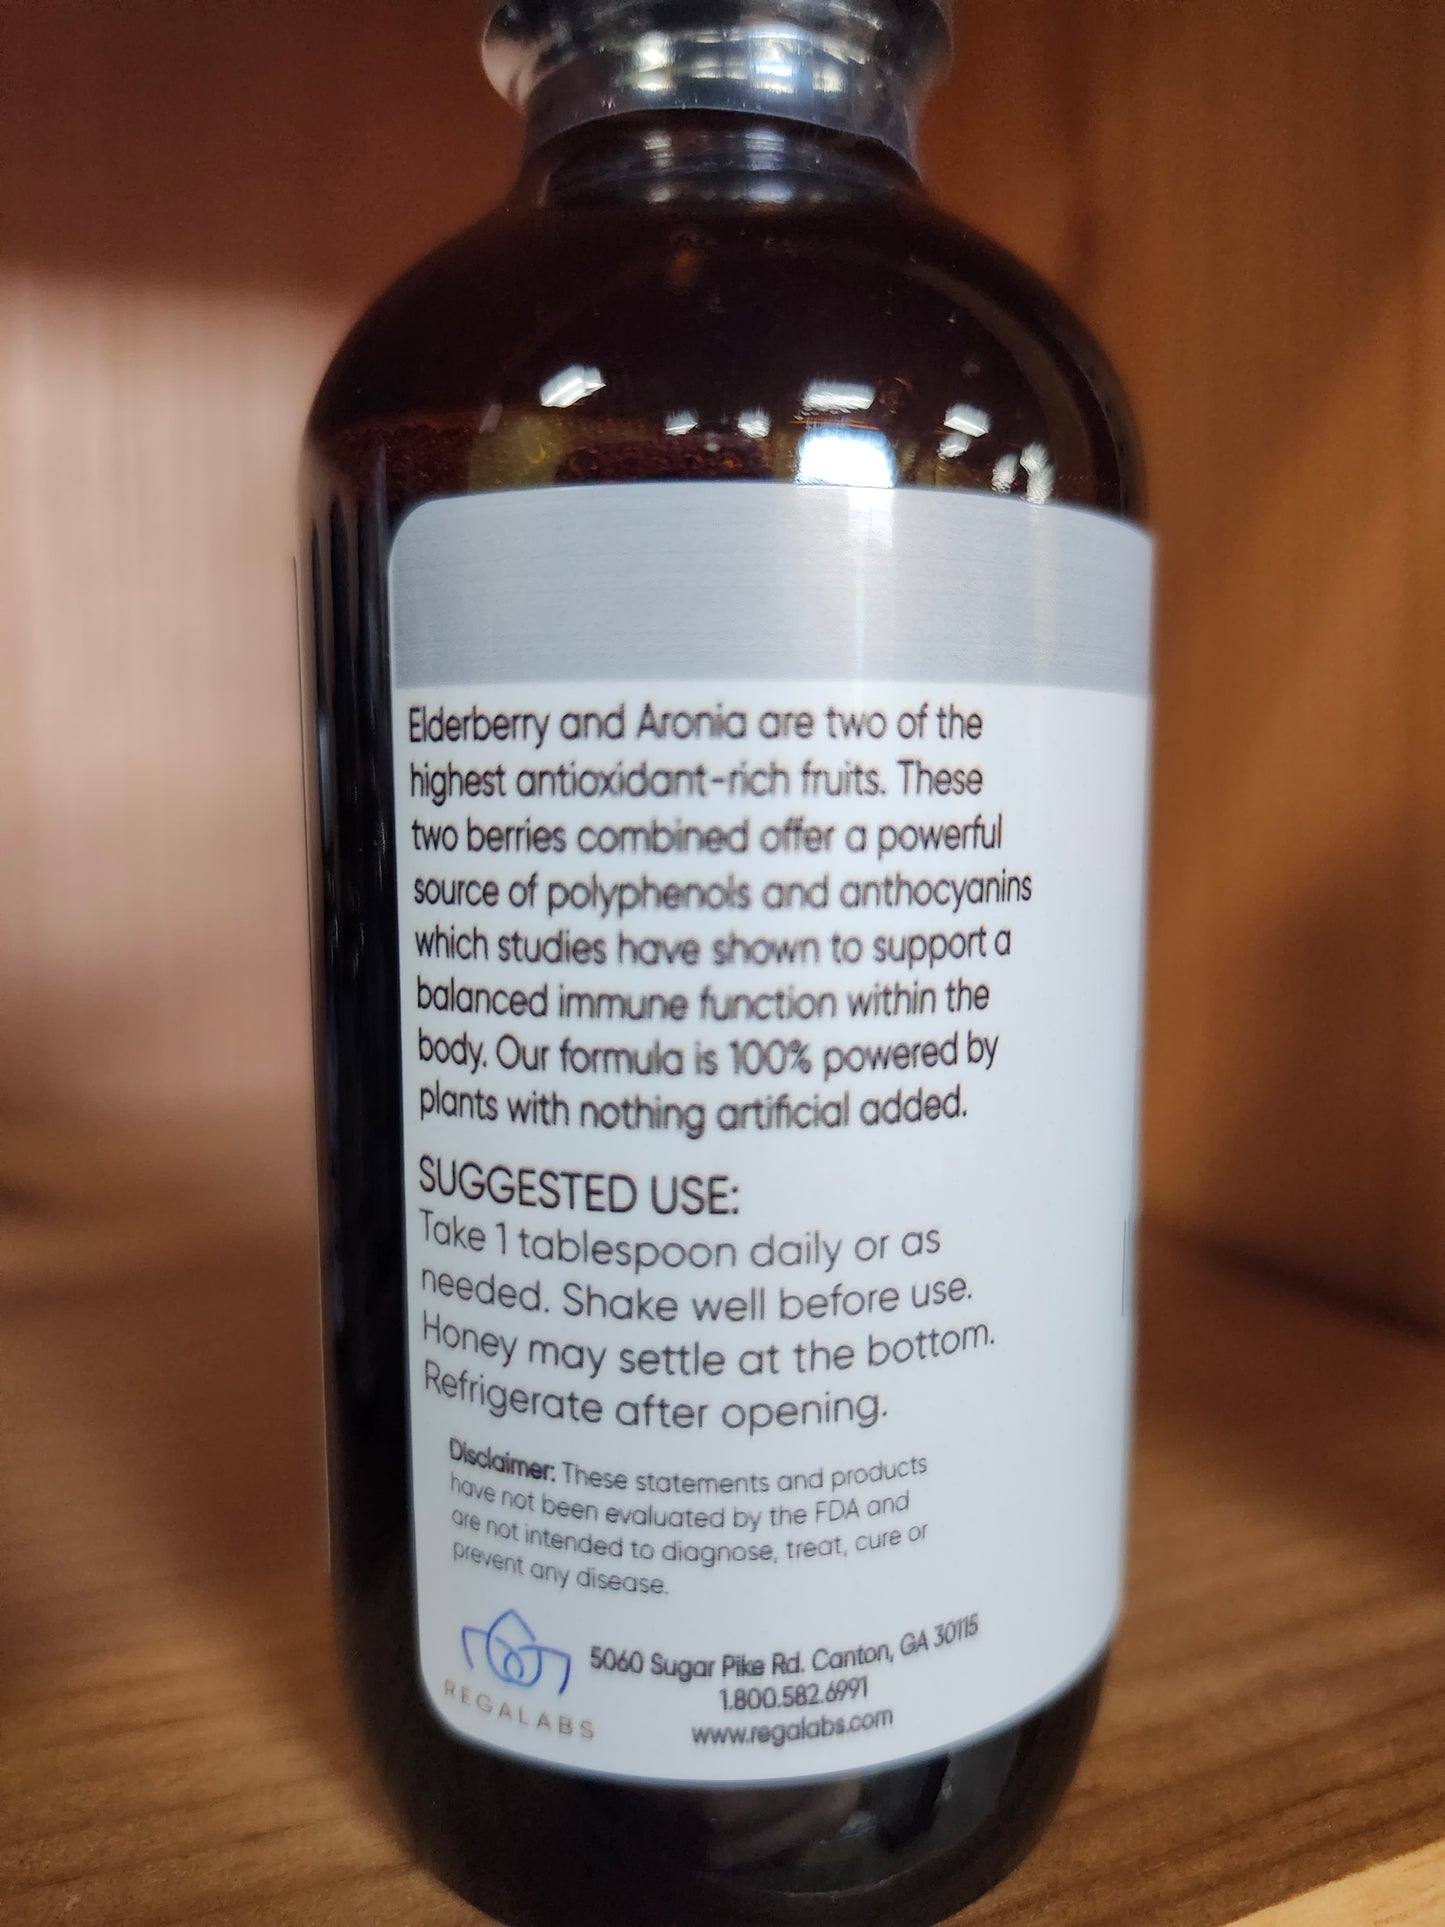 Elderberry and Aronia are two of the
highest antioxidant-rich fruits. These
two berries combined offer a powerful
source of polyphenols and anthocyanins
which studies have shown to support a
balanced immune function within the
body. Our formula is 100% powered by
plants with nothing artificial added.
SUGGESTED USE:
Take 1 tablespoon daily or as
needed. Shake well before use.
Honey may settle at the bottom.
Refrigerate after opening.
Disclaimer: These statements and products
have not been evaluated by the FDA and
are not intended to diagnose, treat, cure or
prevent any disease.
REGALABS
5060 Sugar Pike Rd. Canton, GA 30115
1.800.582.6991
www.regalabs.com